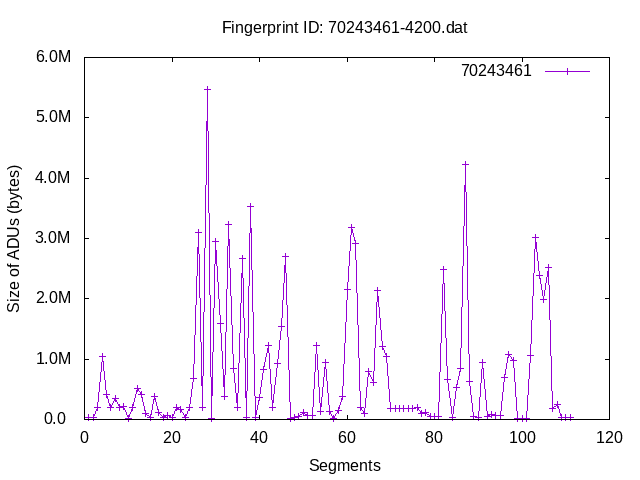 Fingerprint ID: 70243461-4200.dat
6.0M
70243461
5.0M
4.0M
3.0M
2.0M
1.0M
0.0
Size of ADUs (bytes)
0 20 40 60 80 100 120
Segments